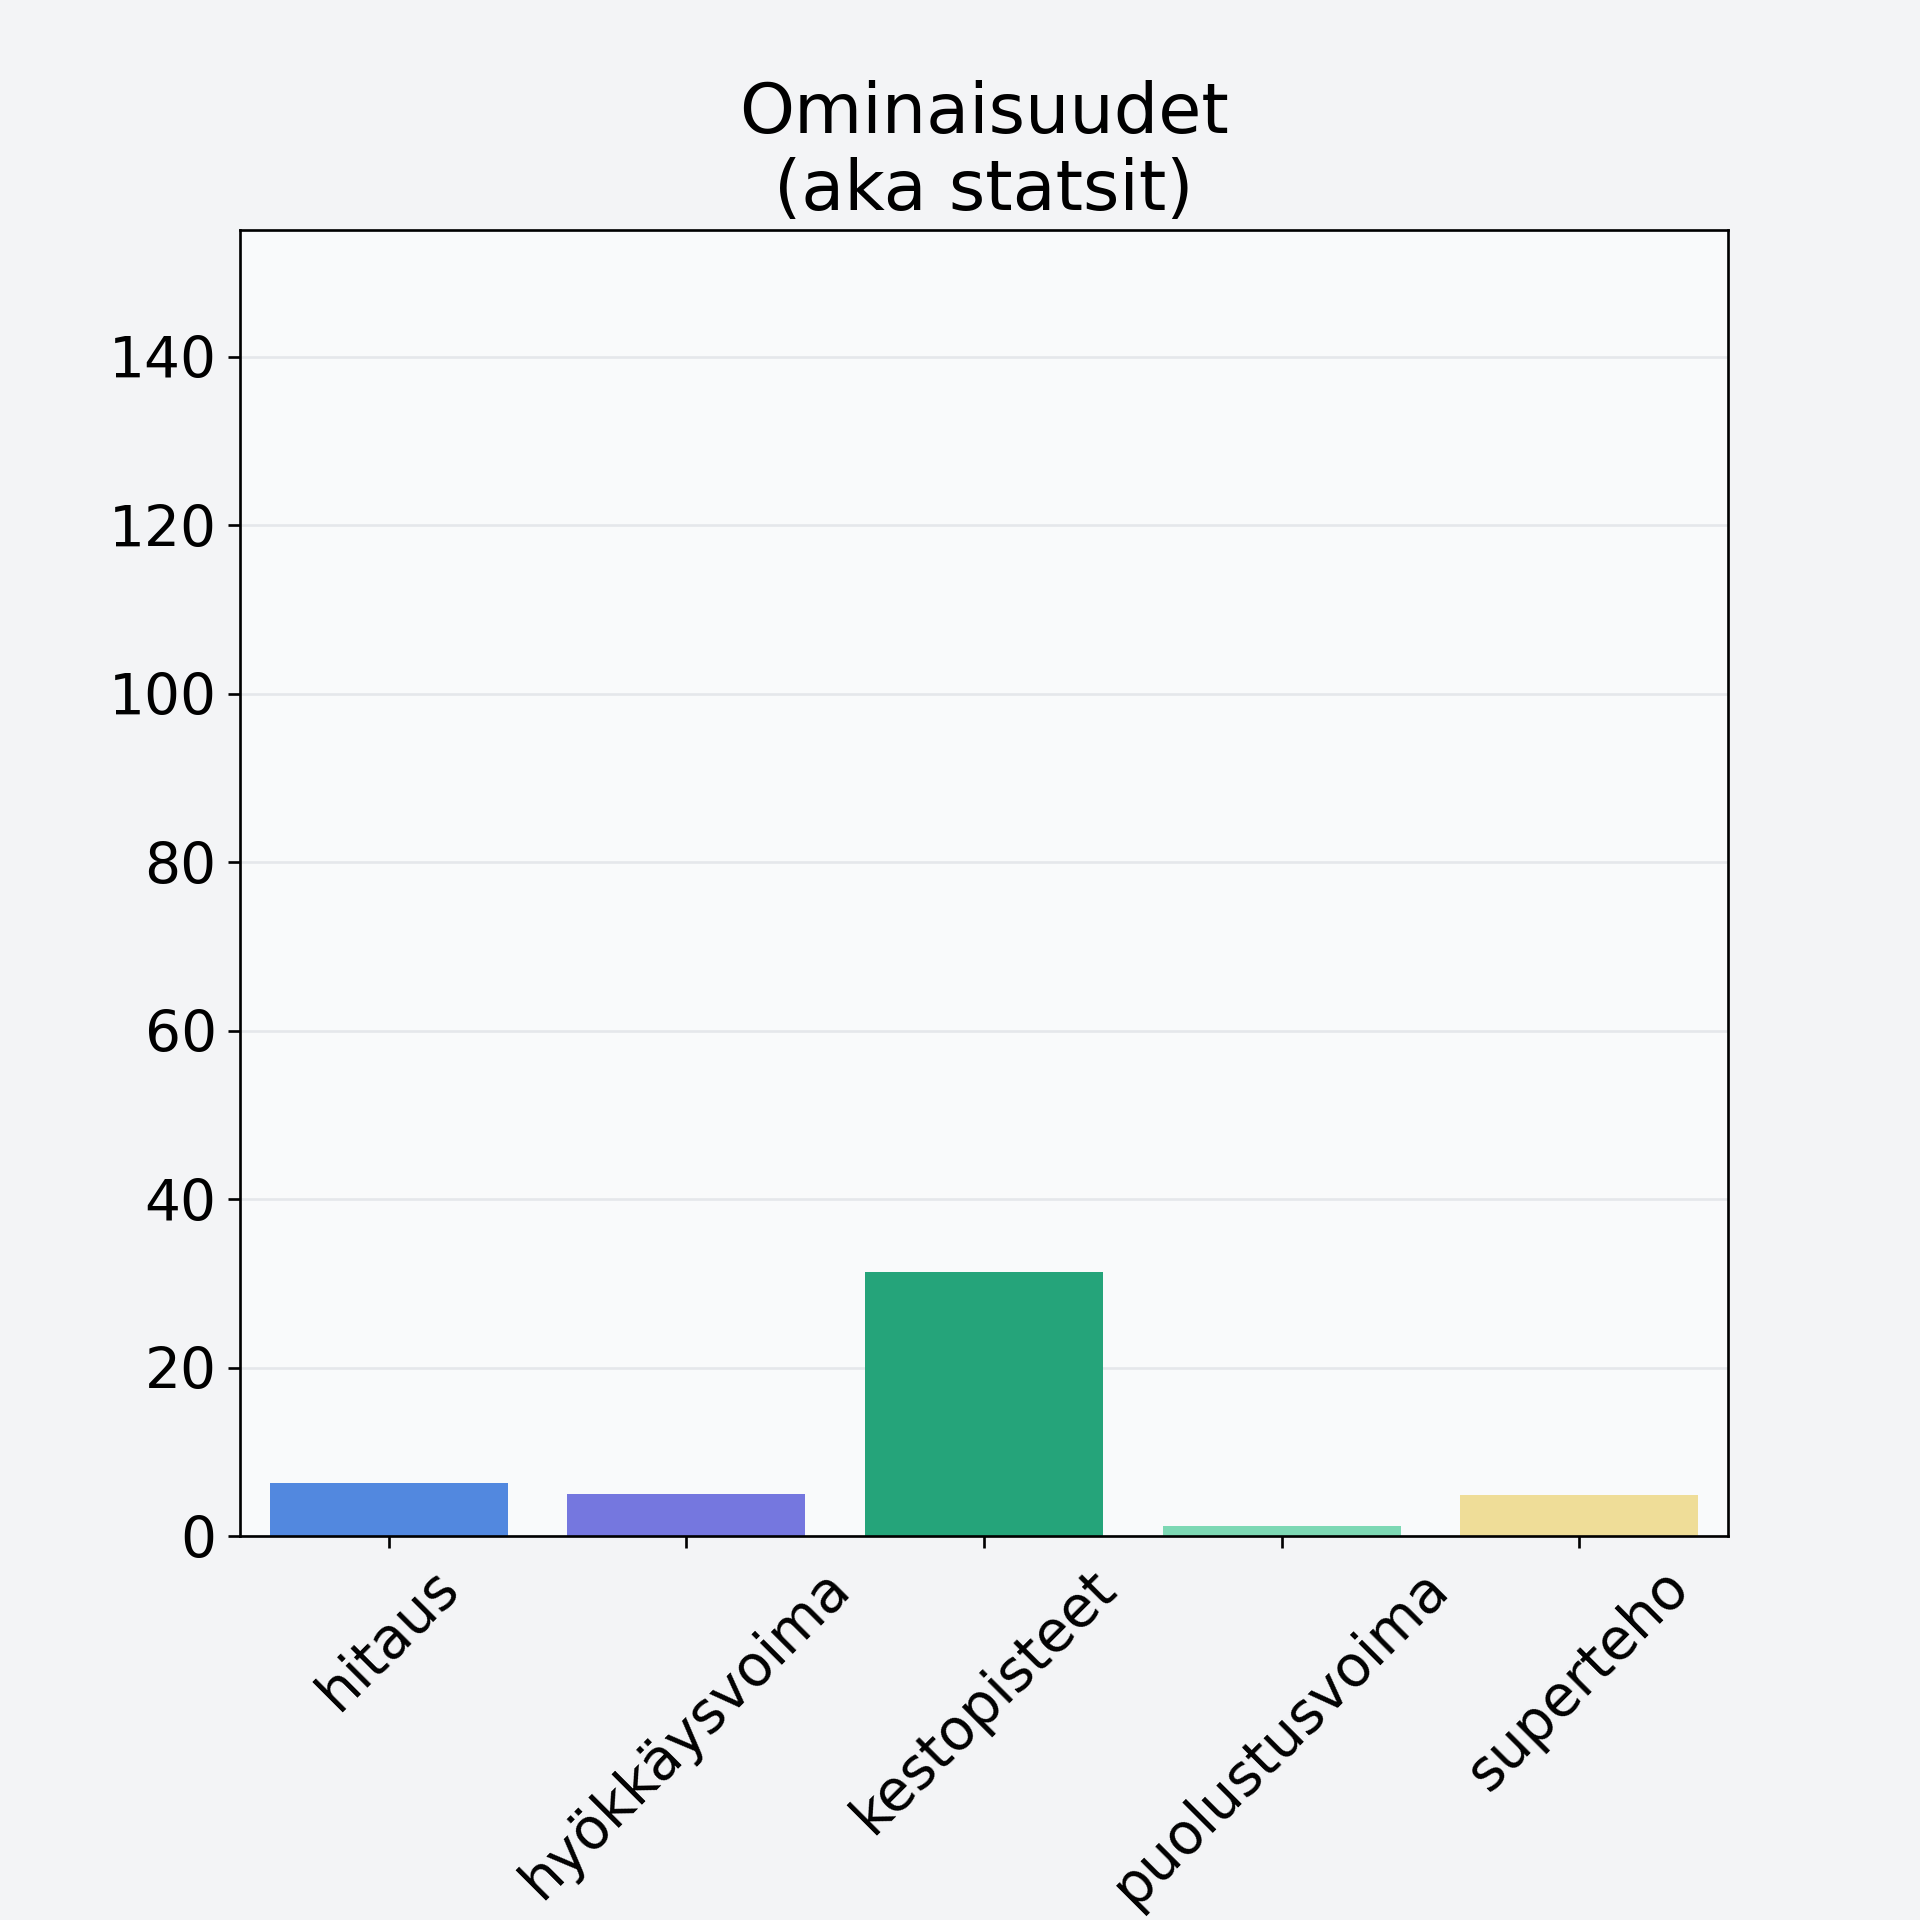 Ominaisuudet
(aka statsit)
140
120
100
80
60
40
20
0
hitaus
hyökkäysvoima
kestopisteet
puolustusvoima
superteho